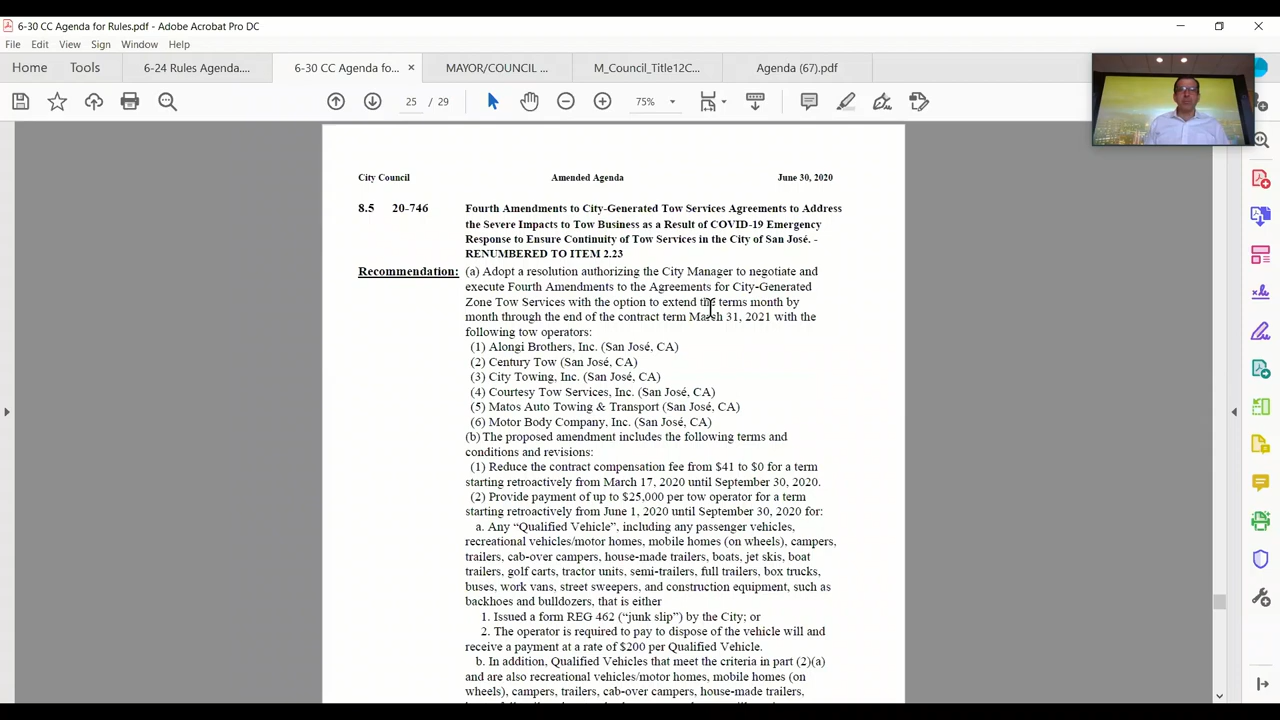 6-30 CC Agenda for Rules.pdf - Adobe Acrobat Pro DC
File Edit View Sign Window Help
Home Tools 6-24 Rules Agenda.... 6-30 CC Agenda fo... × MAYOR/COUNCIL ... M_Council_Title12C... Agenda (67).pdf
25 / 29 75%
City Council Amended Agenda June 30, 2020
8.5 20-746 Fourth Amendments to City-Generated Tow Services Agreements to Address
the Severe Impacts to Tow Business as a Result of COVID-19 Emergency
Response to Ensure Continuity of Tow Services in the City of San José. -
RENUMBERED TO ITEM 2.23
Recommendation: (a) Adopt a resolution authorizing the City Manager to negotiate and
execute Fourth Amendments to the Agreements for City-Generated
Zone Tow Services with the option to extend the terms month by
month through the end of the contract term March 31, 2021 with the
following tow operators:
(1) Alongi Brothers, Inc. (San José, CA)
(2) Century Tow (San José, CA)
(3) City Towing, Inc. (San José, CA)
(4) Courtesy Tow Services, Inc. (San José, CA)
(5) Matos Auto Towing & Transport (San José, CA)
(6) Motor Body Company, Inc. (San José, CA)
(b) The proposed amendment includes the following terms and
conditions and revisions:
(1) Reduce the contract compensation fee from $41 to $0 for a term
starting retroactively from March 17, 2020 until September 30, 2020.
(2) Provide payment of up to $25,000 per tow operator for a term
starting retroactively from June 1, 2020 until September 30, 2020 for:
a. Any “Qualified Vehicle”, including any passenger vehicles,
recreational vehicles/motor homes, mobile homes (on wheels), campers,
trailers, cab-over campers, house-made trailers, boats, jet skis, boat
trailers, golf carts, tractor units, semi-trailers, full trailers, box trucks,
buses, work vans, street sweepers, and construction equipment, such as
backhoes and bulldozers, that is either
1. Issued a form REG 462 (“junk slip”) by the City; or
2. The operator is required to pay to dispose of the vehicle will and
receive a payment at a rate of $200 per Qualified Vehicle.
b. In addition, Qualified Vehicles that meet the criteria in part (2)(a)
and are also recreational vehicles/motor homes, mobile homes (on
wheels), campers, trailers, cab-over campers, house-made trailers,